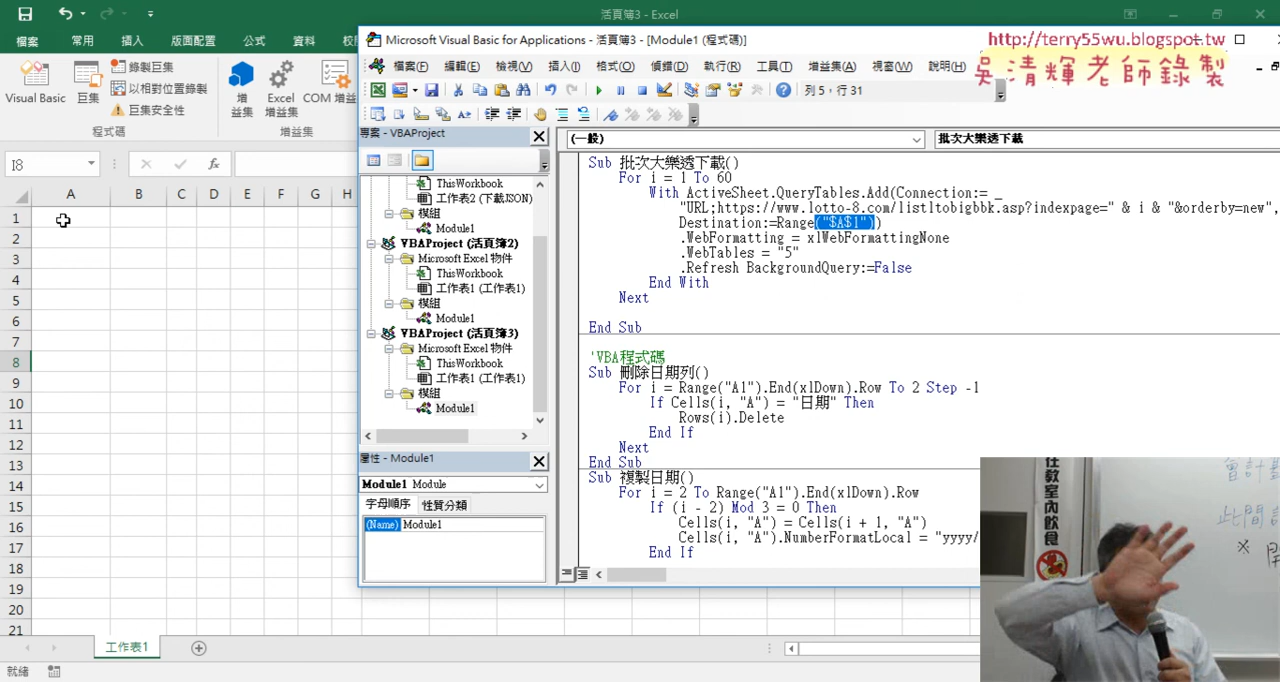 活頁簿3 - Excel
檔案 常用 插入 版面配置 公式 資料
Visual Basic
巨集
錄製巨集
以相對位置錄製
巨集安全性
程式碼
增益集
Excel 增益集
COM 增益
增益集
I8
fx
A B C D E F G H
1
2
3
4
5
6
7
8
9
10
11
12
13
14
15
16
17
18
19
20
21
工作表1
就緒
Microsoft Visual Basic for Applications - 活頁簿3 - [Module1 (程式碼)]
http://terry55wu.blogspot.tw
吳清輝老師錄製
檔案(F) 編輯(E) 檢視(V) 插入(I) 格式(O) 偵錯(D) 執行(R) 工具(T) 增益集(A) 視窗(W) 說明(H)
列 5，行 31
專案 - VBAProject
ThisWorkbook
工作表2 (下載JSON)
模組
Module1
VBAProject (活頁簿2)
Microsoft Excel 物件
ThisWorkbook
工作表1 (工作表1)
模組
Module1
VBAProject (活頁簿3)
Microsoft Excel 物件
ThisWorkbook
工作表1 (工作表1)
模組
Module1
屬性 - Module1
Module1 Module
字母順序 性質分類
(Name) Module1
(一般)
批次大樂透下載
Sub 批次大樂透下載()
For i = 1 To 60
With ActiveSheet.QueryTables.Add(Connection:= _
"URL;https://www.lotto-8.com/listltobigbbk.asp?indexpage=" & i & "&orderby=new",
Destination:=Range("$A$1"))
.WebFormatting = xlWebFormattingNone
.WebTables = "5"
.Refresh BackgroundQuery:=False
End With
Next
End Sub
'VBA程式碼
Sub 刪除日期列()
For i = Range("A1").End(xlDown).Row To 2 Step -1
If Cells(i, "A") = "日期" Then
Rows(i).Delete
End If
Next
End Sub
Sub 複製日期()
For i = 2 To Range("A1").End(xlDown).Row
If (i - 2) Mod 3 = 0 Then
Cells(i, "A") = Cells(i + 1, "A")
Cells(i, "A").NumberFormatLocal = "yyyy/
End If
教室內飲食
此間